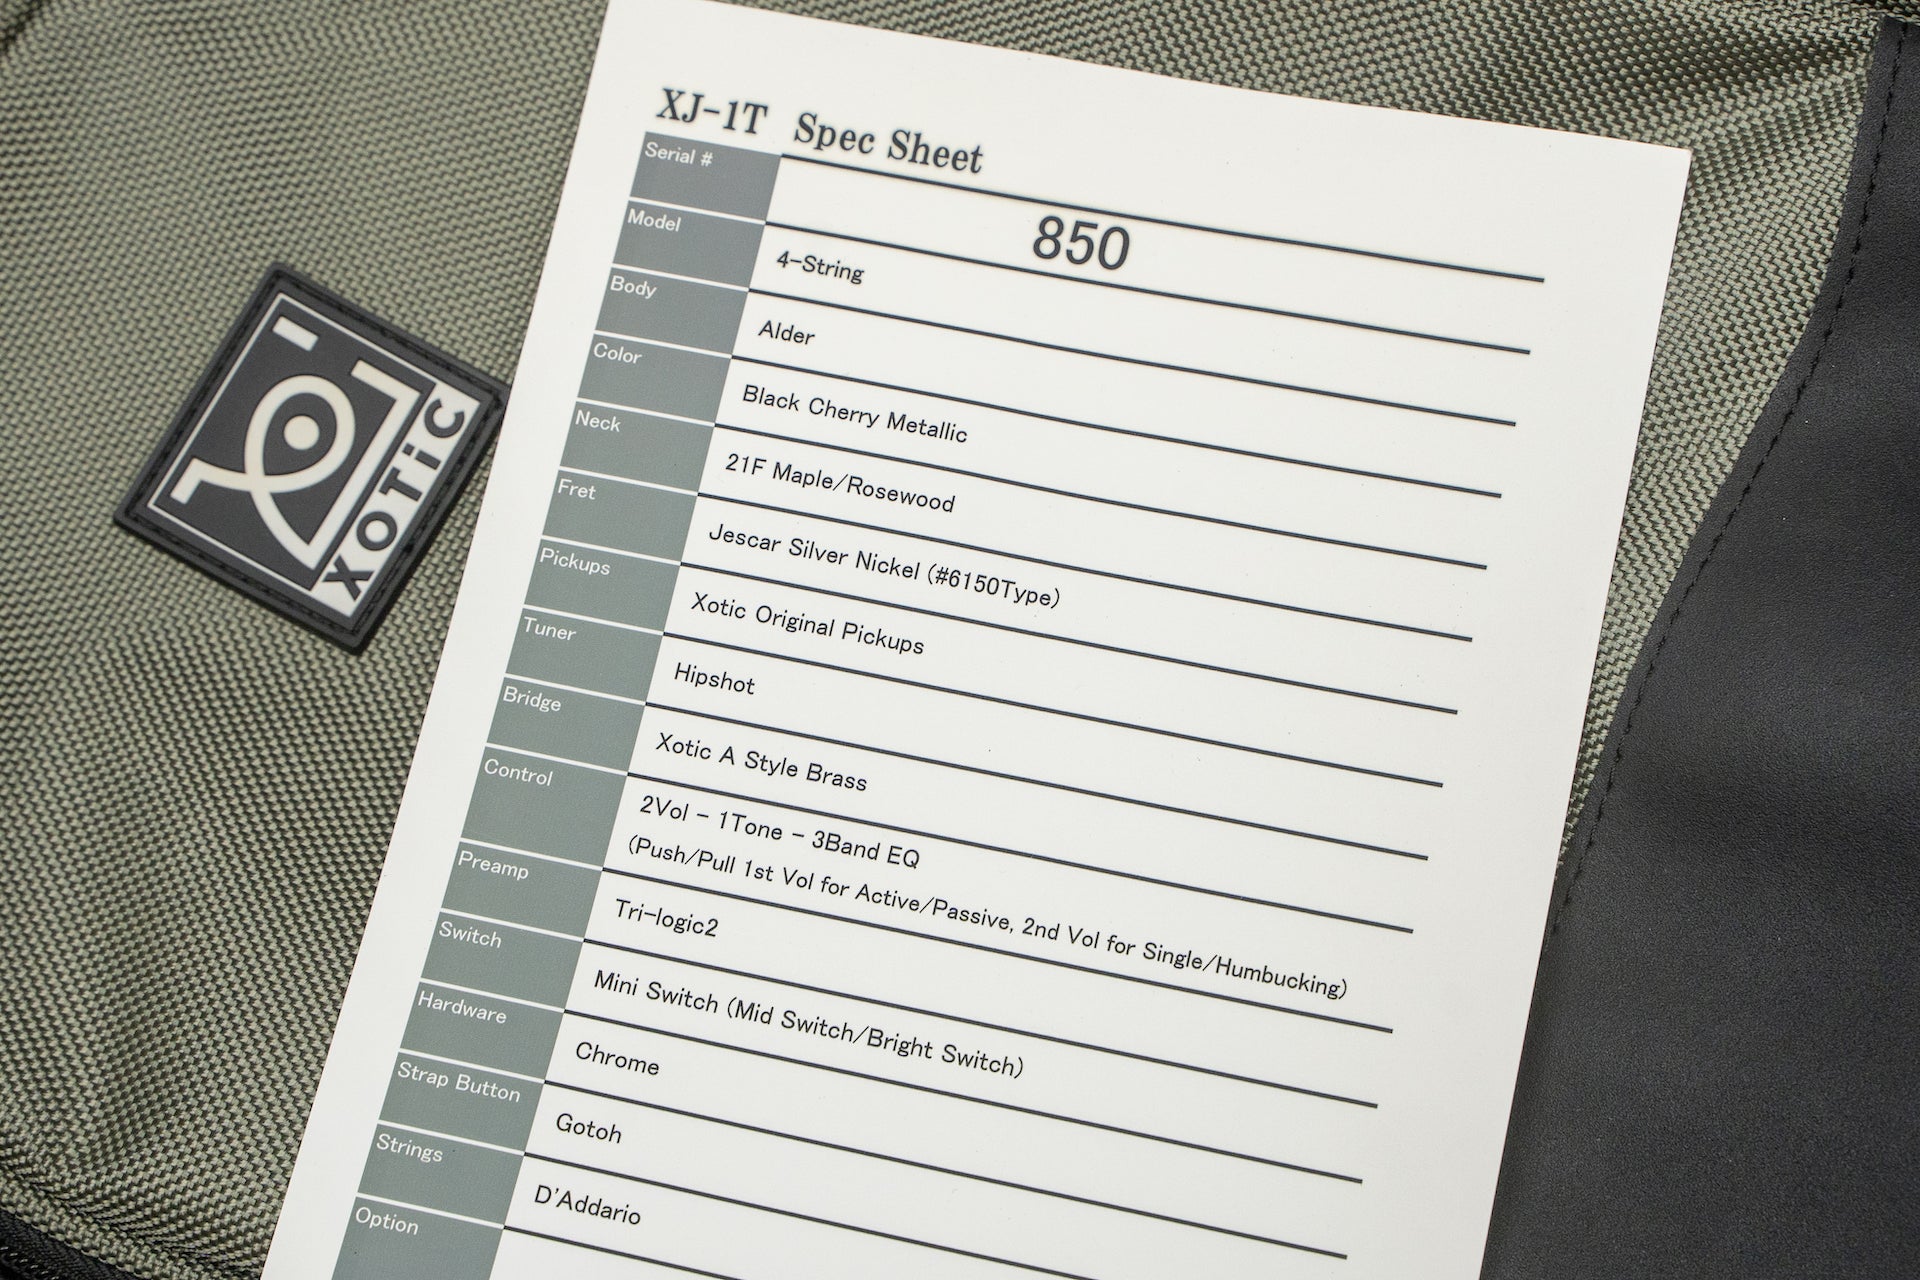 XJ-1T Spec Sheet
Serial # 850
Model 4-String
Body Alder
Color Black Cherry Metallic
Neck 21F Maple/Rosewood
Fret Jescar Silver Nickel (#6150Type)
Pickups Xotic Original Pickups
Tuner Hipshot
Bridge Xotic A Style Brass
Control 2Vol - 1Tone - 3Band EQ
(Push/Pull 1st Vol for Active/Passive, 2nd Vol for Single/Humbucking)
Preamp Tri-logic2
Switch Mini Switch (Mid Switch/Bright Switch)
Hardware Chrome
Strap Button Gotoh
Strings D'Addario
Option
XOTiC